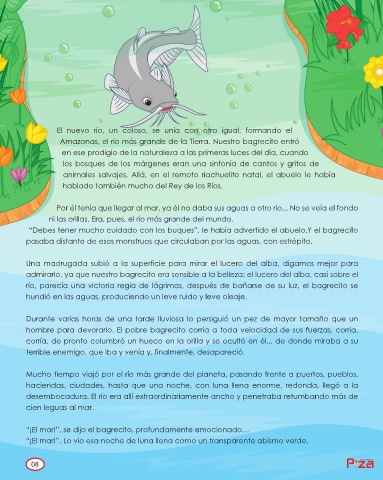 El nuevo río, un coloso, se unía con otro igual, formando el
Amazonas, el río más grande de la Tierra. Nuestro bagrecito entró
en ese prodigio de la naturaleza a las primeras luces del día, cuando
los bosques de los márgenes eran una sinfonía de cantos y gritos de
animales salvajes. Allá, en el remoto riachuelito natal, el abuelo le había
hablado también mucho del Rey de los Ríos.
Por él tenía que llegar al mar, ya él no daba sus aguas a otro río... No se veía el fondo
ni las orillas. Era, pues, el río más grande del mundo.
"Debes tener mucho cuidado con los buques", le había advertido el abuelo.Y el bagrecito
pasaba distante de esos monstruos que circulaban por las aguas, con estrépito.
Una madrugada subió a la superficie para mirar el lucero del alba, digamos mejor para
admirarlo, ya que nuestro bagrecito era sensible a la belleza; el lucero del alba, casi sobre el
río, parecía una victoria regia de lágrimas, después de bañarse de su luz, el bagrecito se
hundió en las aguas, produciendo un leve ruido y leve oleaje.
Durante varias horas de una tarde lluviosa lo persiguió un pez de mayor tamaño que un
hombre para devorarlo. El pobre bagrecito corría a toda velocidad de sus fuerzas, corría,
corría, de pronto columbró un hueco en la orilla y se ocultó en él... de donde miraba a su
terrible enemigo, que iba y venía y, finalmente, desapareció.
Mucho tiempo viajó por el río más grande del planeta, pasando frente a puertos, pueblos,
haciendas, ciudades, hasta que una noche, con luna llena enorme, redonda, llegó a la
desembocadura. El río era allí extraordinariamente ancho y penetraba retumbando más de
cien leguas al mar.
"¡El mar!", se dijo el bagrecito, profundamente emocionado...
"¡El mar!". Lo vio esa noche de luna llena como un transparente abismo verde.
08
P·zа